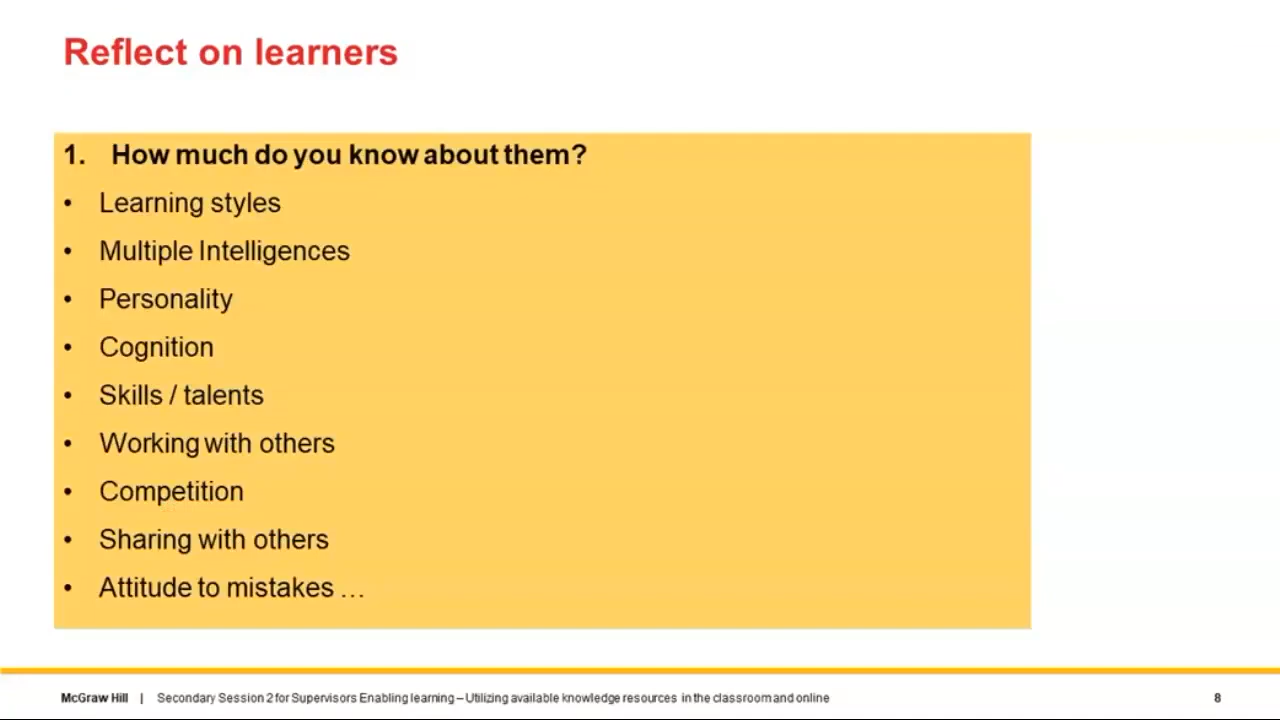 Reflect on learners
1. How much do you know about them?
• Learning styles
• Multiple Intelligences
• Personality
• Cognition
• Skills / talents
• Working with others
• Competition
• Sharing with others
• Attitude to mistakes …
McGraw Hill | Secondary Session 2 for Supervisors Enabling learning – Utilizing available knowledge resources in the classroom and online 8